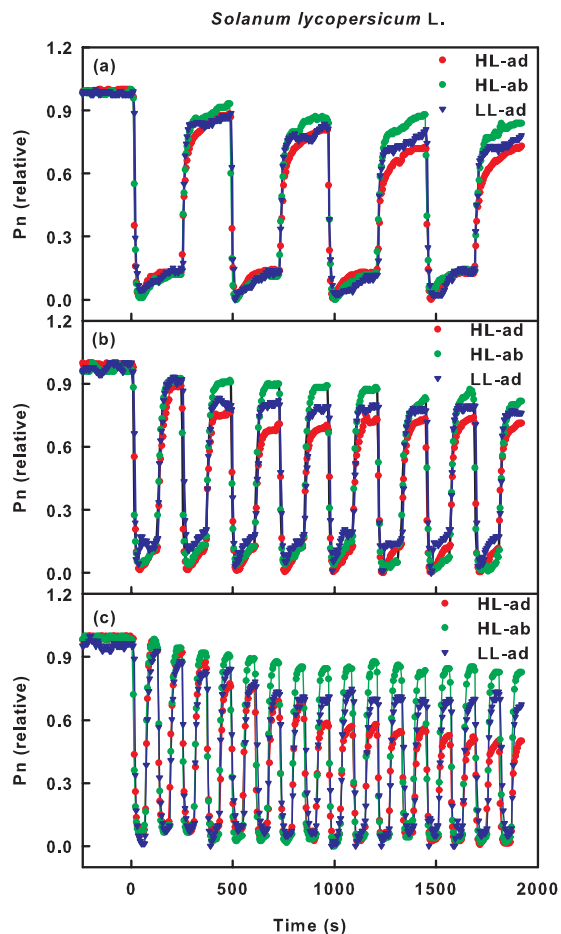 Solanum lycopersicum L.
1.2
(a)
HL-ad
HL-ab
LL-ad
0.9
0.6
0.3
0.0
Pn (relative)
1.2
(b)
HL-ad
HL-ab
LL-ad
0.9
0.6
0.3
0.0
Pn (relative)
1.2
(c)
HL-ad
HL-ab
LL-ad
0.9
0.6
0.3
0.0
Pn (relative)
0 500 1000 1500 2000
Time (s)